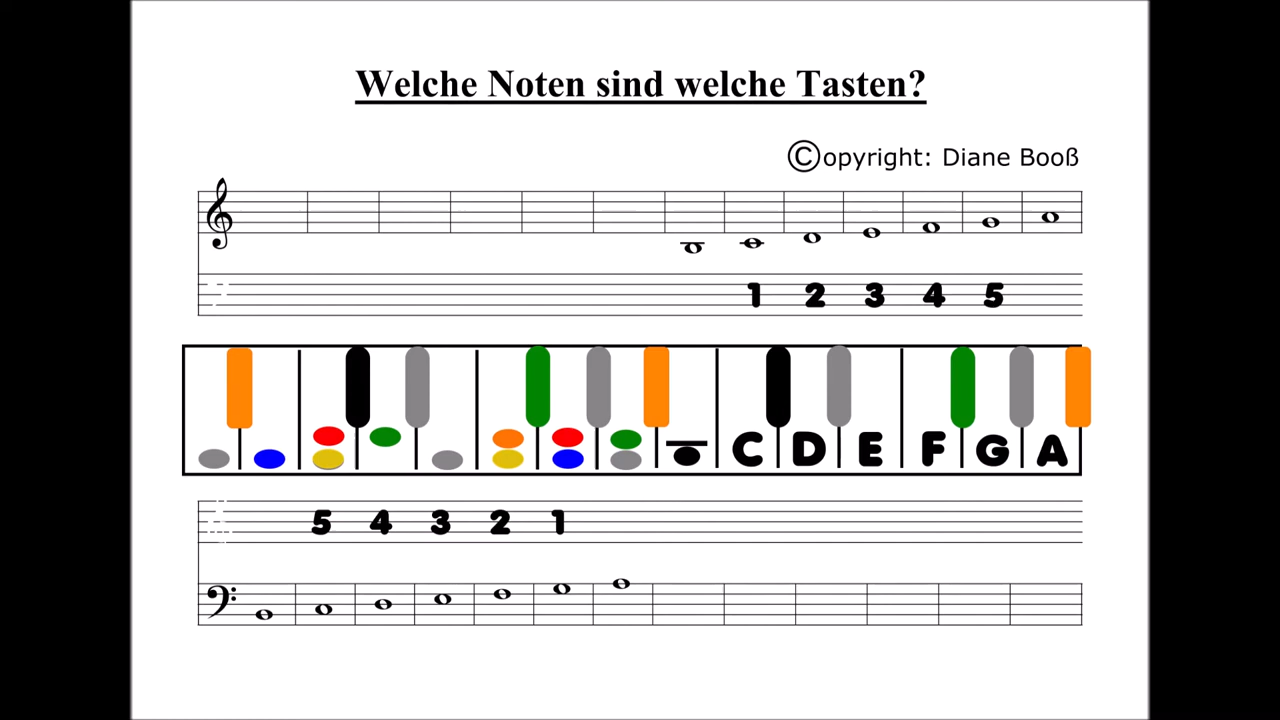 Welche Noten sind welche Tasten?
©opyright: Diane Booß
1 2 3 4 5
C D E F G A
5 4 3 2 1